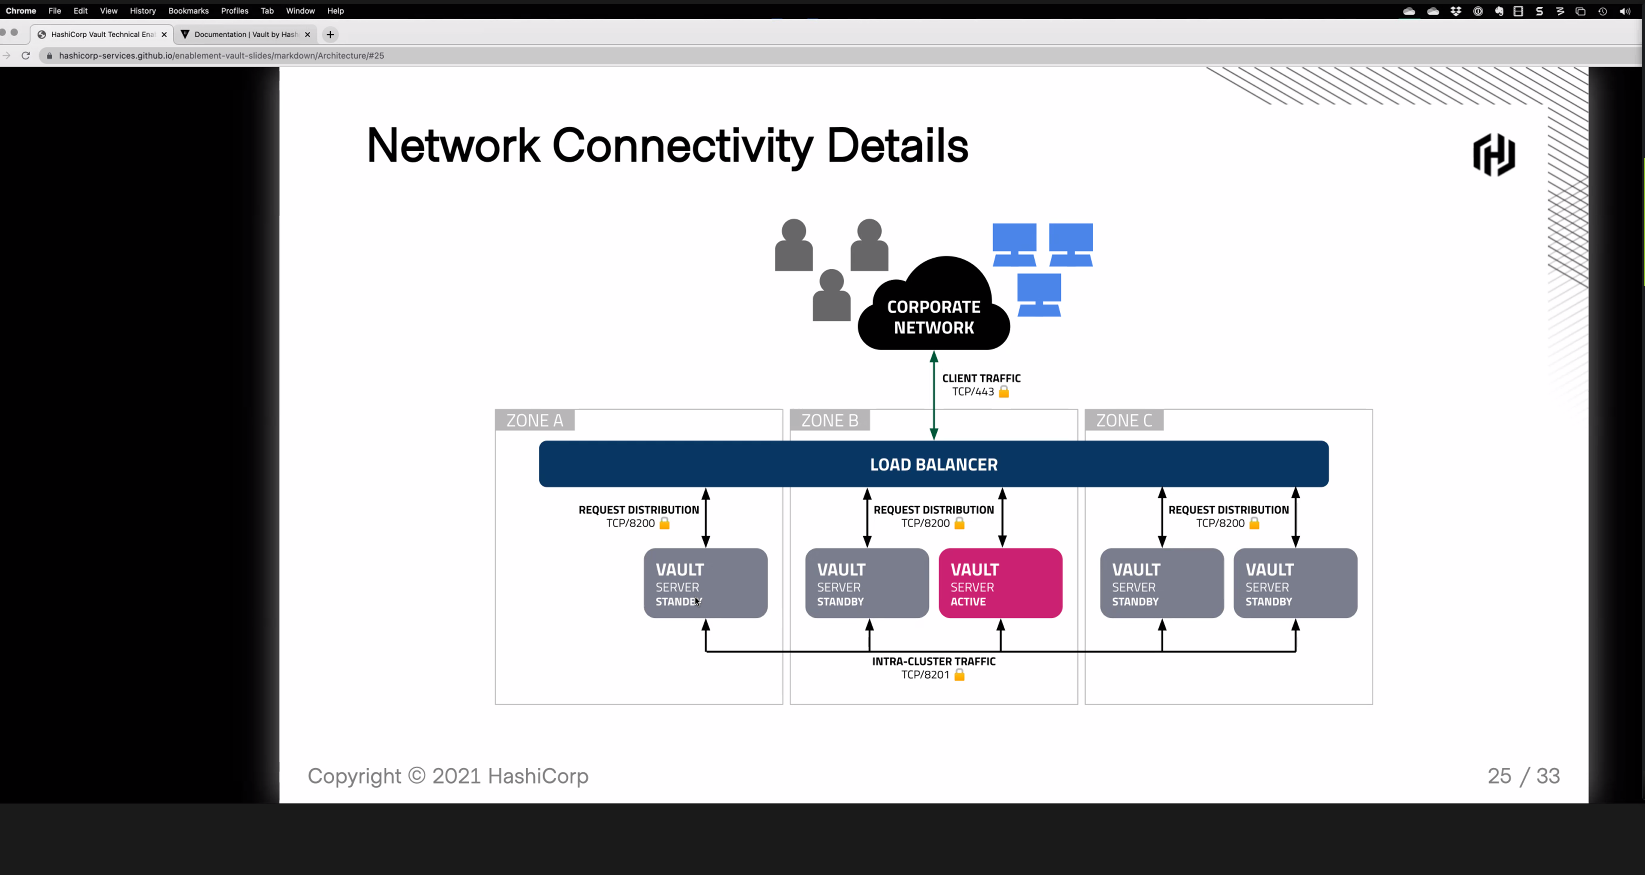 Chrome File Edit View History Bookmarks Profiles Tab Window Help
HashiCorp Vault Technical Ena
Documentation | Vault by Hash
hashicorp-services.github.io/enablement-vault-slides/markdown/Architecture/#25
Network Connectivity Details
CORPORATE
NETWORK
CLIENT TRAFFIC
TCP/443
ZONE A
ZONE B
ZONE C
LOAD BALANCER
REQUEST DISTRIBUTION
TCP/8200
REQUEST DISTRIBUTION
TCP/8200
REQUEST DISTRIBUTION
TCP/8200
VAULT
SERVER
STANDBY
VAULT
SERVER
STANDBY
VAULT
SERVER
ACTIVE
VAULT
SERVER
STANDBY
VAULT
SERVER
STANDBY
INTRA-CLUSTER TRAFFIC
TCP/8201
Copyright © 2021 HashiCorp
25 / 33